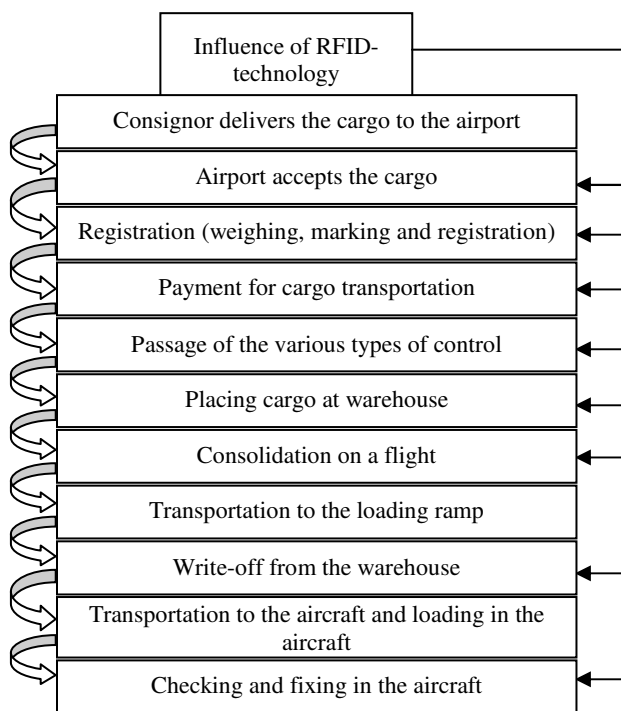 Influence of RFID-
technology
Consignor delivers the cargo to the airport
Airport accepts the cargo
Registration (weighing, marking and registration)
Payment for cargo transportation
Passage of the various types of control
Placing cargo at warehouse
Consolidation on a flight
Transportation to the loading ramp
Write-off from the warehouse
Transportation to the aircraft and loading in the
aircraft
Checking and fixing in the aircraft